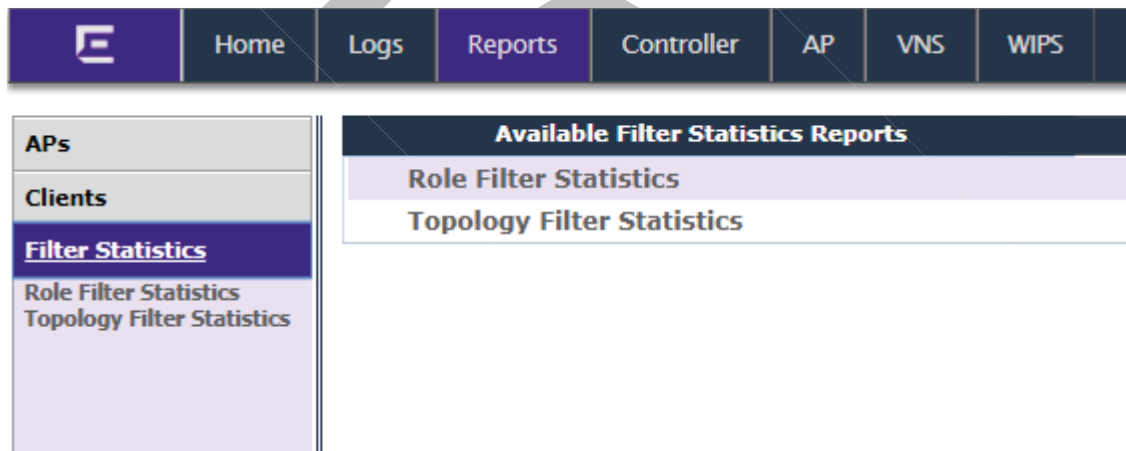 Home Logs Reports Controller AP VNS WIPS
APs
Clients
Filter Statistics
Role Filter Statistics
Topology Filter Statistics
Available Filter Statistics Reports
Role Filter Statistics
Topology Filter Statistics